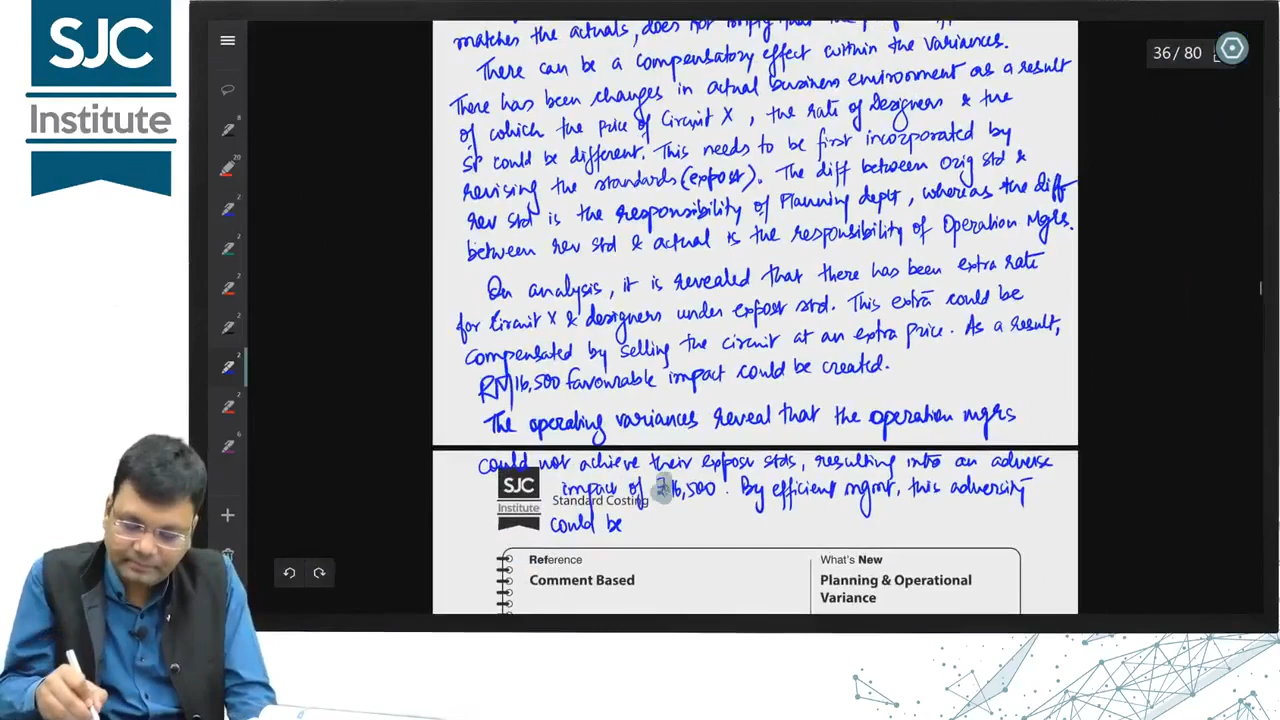 SJC
Institute
36 / 80
matches the actuals, does not imply that the
There can be a compensatory effect within the variances.
There has been changes in actual business environment as a result
of which the price of Circuit X, the rate of Designers & the
SP could be different. This needs to be first incorporated by
revising the standards (expost). The diff between orig std &
rev std is the responsibility of Planning dept, whereas the diff
between rev std & actual is the responsibility of Operation Mgrs.
On analysis, it is revealed that there has been extra rate
for Circuit X & designers under expost std. This extra could be
compensated by selling the circuit at an extra price. As a result,
RM 16,500 favourable impact could be created.
The operating variances reveal that the operation mgrs
could not achieve their expost stds, resulting into an adverse
impact of 16,500. By efficient mgmt, this adversity
could be
SJC
Institute
Standard Costing
Reference
Comment Based
What's New
Planning & Operational
Variance